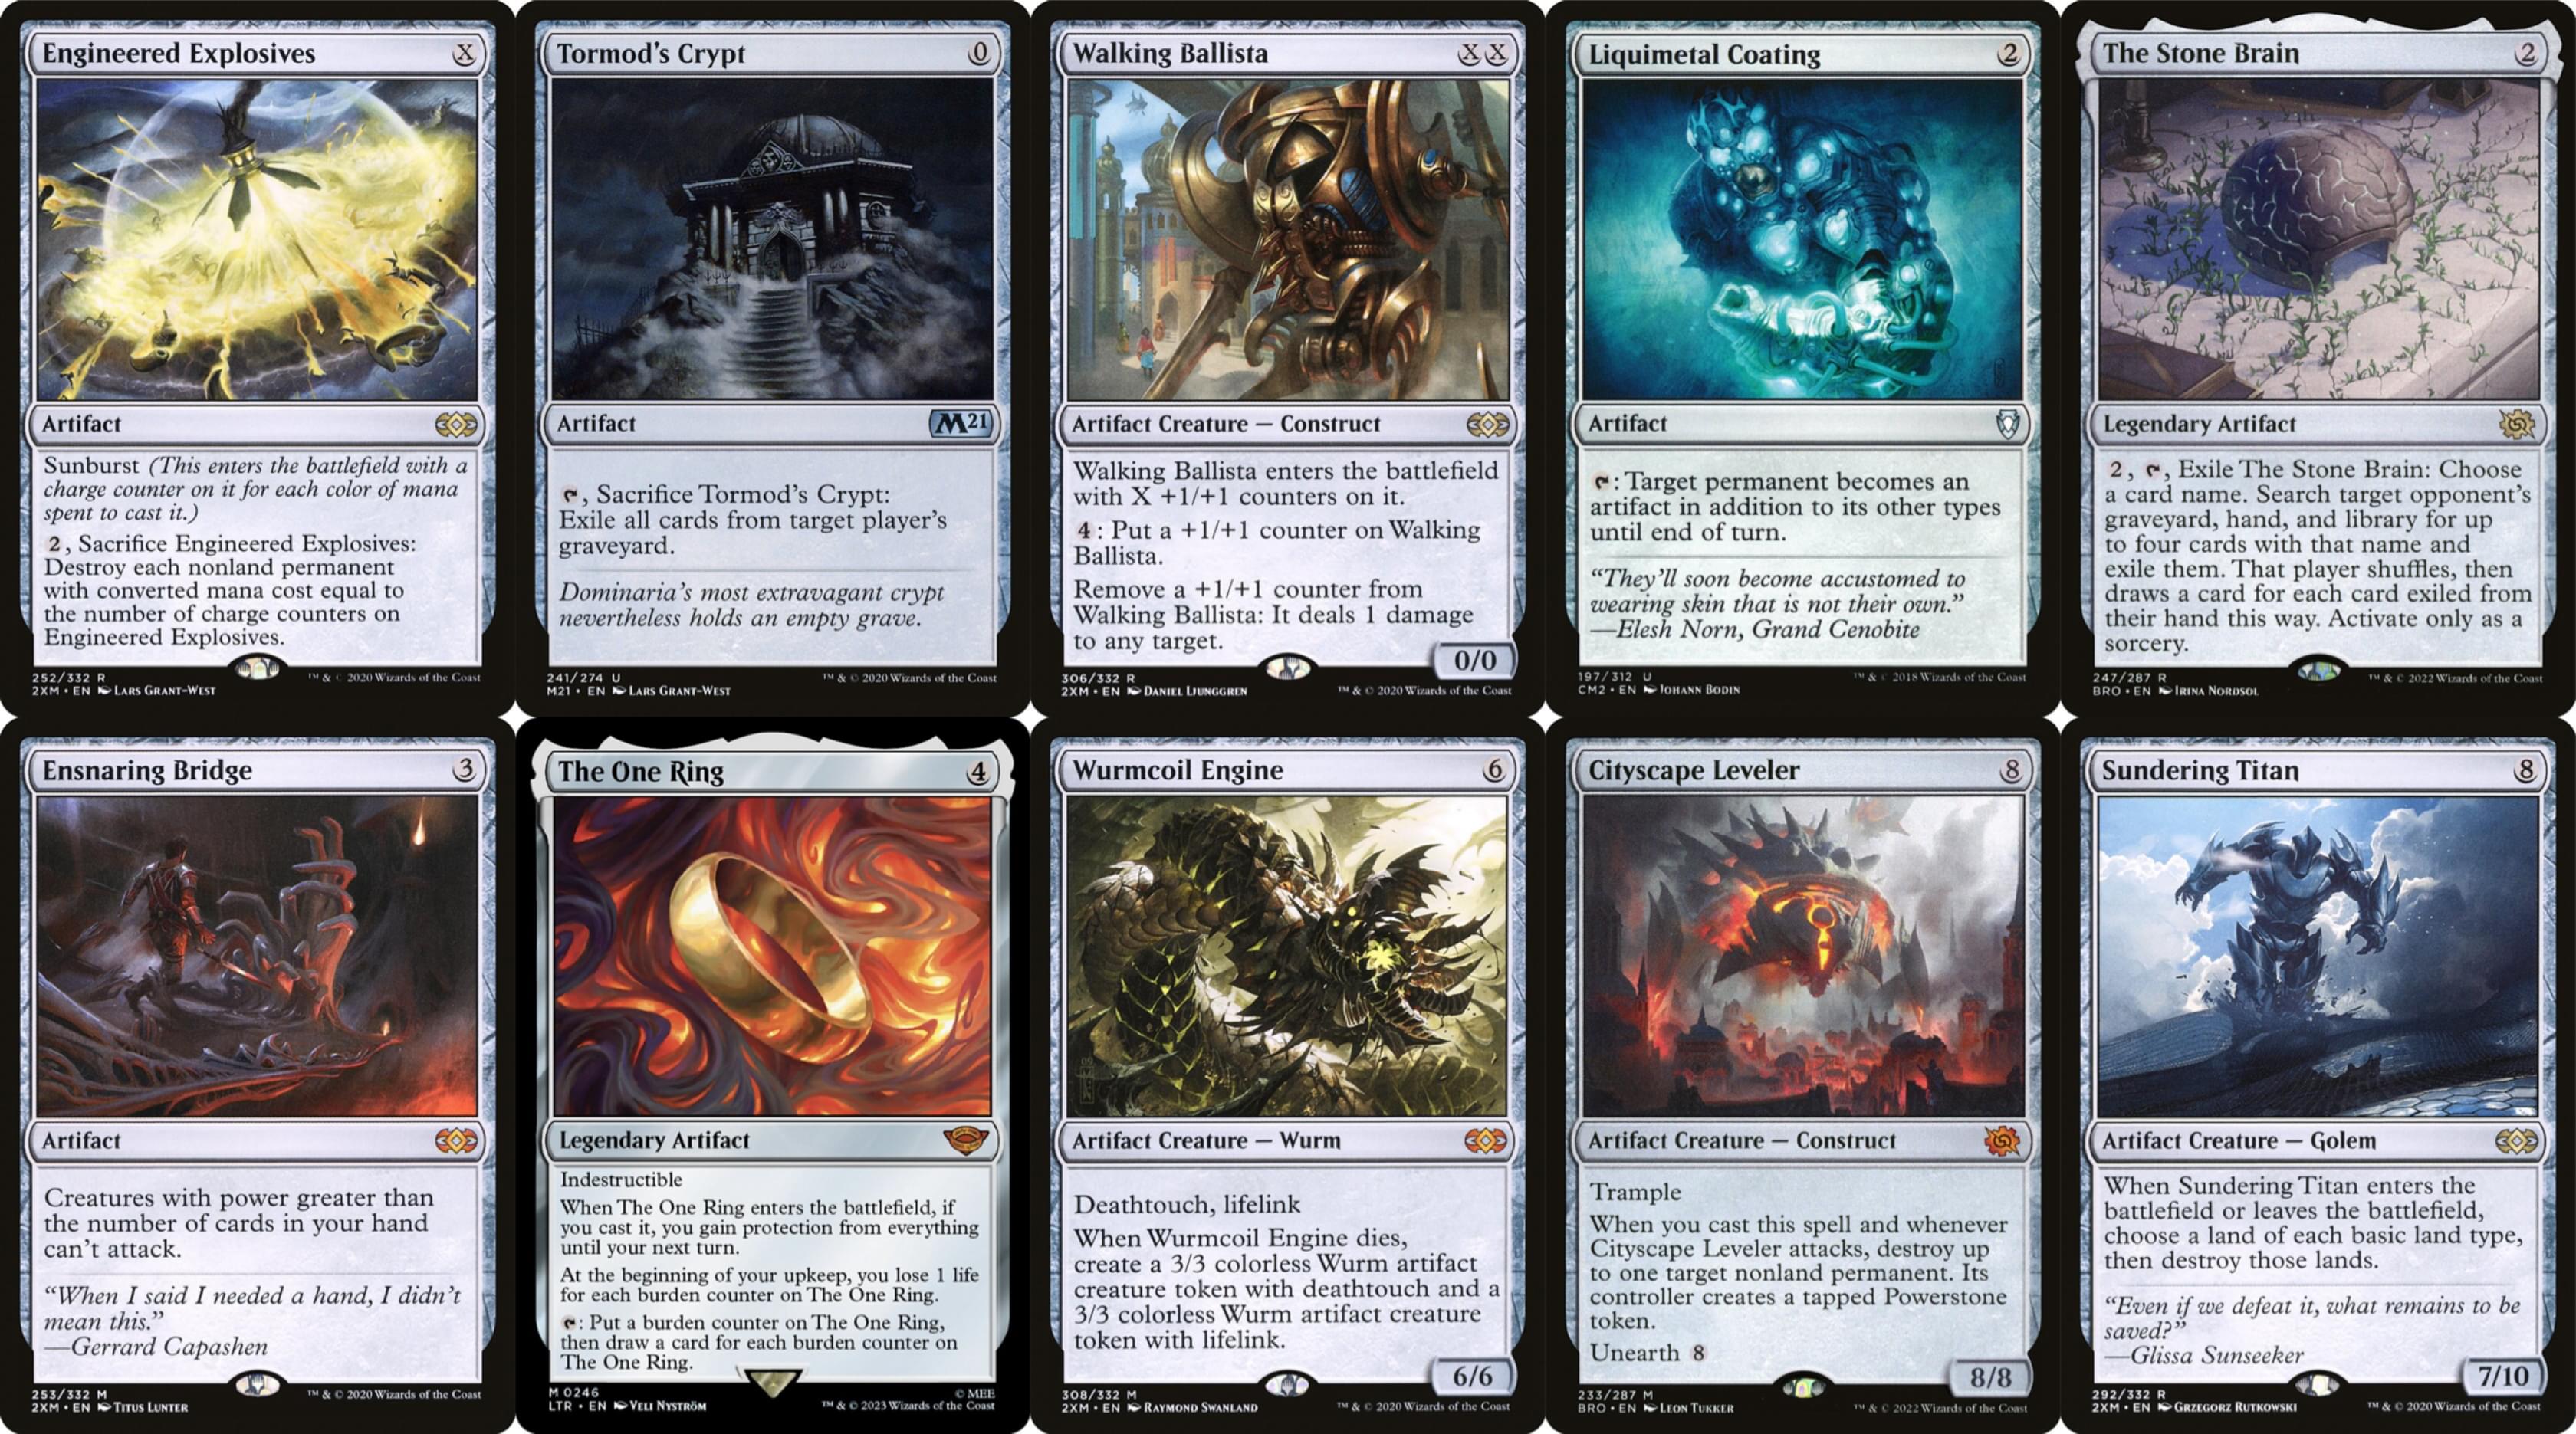 Engineered Explosives X
Artifact
Sunburst (This enters the battlefield with a
charge counter on it for each color of mana
spent to cast it.)
2, Sacrifice Engineered Explosives:
Destroy each nonland permanent
with converted mana cost equal to
the number of charge counters on
Engineered Explosives.
252/332 R
2XM • EN LARS GRANT-WEST
™ & © 2020 Wizards of the Coast
Tormod's Crypt 0
Artifact M21
, Sacrifice Tormod's Crypt:
Exile all cards from target player's
graveyard.
Dominaria's most extravagant crypt
nevertheless holds an empty grave.
241/274 U
M21 • EN LARS GRANT-WEST
™ & © 2020 Wizards of the Coast
Walking Ballista XX
Artifact Creature — Construct
Walking Ballista enters the battlefield
with X +1/+1 counters on it.
4: Put a +1/+1 counter on Walking
Ballista.
Remove a +1/+1 counter from
Walking Ballista: It deals 1 damage
to any target.
0/0
306/332 R
2XM • EN DANIEL LJUNGGREN
™ & © 2020 Wizards of the Coast
Liquimetal Coating 2
Artifact
: Target permanent becomes an
artifact in addition to its other types
until end of turn.
“They'll soon become accustomed to
wearing skin that is not their own.”
—Elesh Norn, Grand Cenobite
197/312 U
CM2 • EN JOHANN BODIN
™ & © 2018 Wizards of the Coast
The Stone Brain 2
Legendary Artifact
2, , Exile The Stone Brain: Choose
a card name. Search target opponent's
graveyard, hand, and library for up
to four cards with that name and
exile them. That player shuffles, then
draws a card for each card exiled from
their hand this way. Activate only as a
sorcery.
247/287 R
BRO • EN IRINA NORDSOL
™ & © 2022 Wizards of the Coast
Ensnaring Bridge 3
Artifact
Creatures with power greater than
the number of cards in your hand
can't attack.
“When I said I needed a hand, I didn't
mean this.”
—Gerrard Capashen
253/332 M
2XM • EN TITUS LUNTER
™ & © 2020 Wizards of the Coast
The One Ring 4
Legendary Artifact
Indestructible
When The One Ring enters the battlefield, if
you cast it, you gain protection from everything
until your next turn.
At the beginning of your upkeep, you lose 1 life
for each burden counter on The One Ring.
: Put a burden counter on The One Ring,
then draw a card for each burden counter on
The One Ring.
M 0246
LTR • EN VELI NYSTRÖM
© MEE
™ & © 2023 Wizards of the Coast
Wurmcoil Engine 6
Artifact Creature — Wurm
Deathtouch, lifelink
When Wurmcoil Engine dies,
create a 3/3 colorless Wurm artifact
creature token with deathtouch and a
3/3 colorless Wurm artifact creature
token with lifelink.
6/6
308/332 M
2XM • EN RAYMOND SWANLAND
™ & © 2020 Wizards of the Coast
Cityscape Leveler 8
Artifact Creature — Construct
Trample
When you cast this spell and whenever
Cityscape Leveler attacks, destroy up
to one target nonland permanent. Its
controller creates a tapped Powerstone
token.
Unearth 8
8/8
233/287 M
BRO • EN LEON TUKKER
™ & © 2022 Wizards of the Coast
Sundering Titan 8
Artifact Creature — Golem
When Sundering Titan enters the
battlefield or leaves the battlefield,
choose a land of each basic land type,
then destroy those lands.
“Even if we defeat it, what remains to be
saved?”
—Glissa Sunseeker
7/10
292/332 R
2XM • EN GRZEGORZ RUTKOWSKI
™ & © 2020 Wizards of the Coast